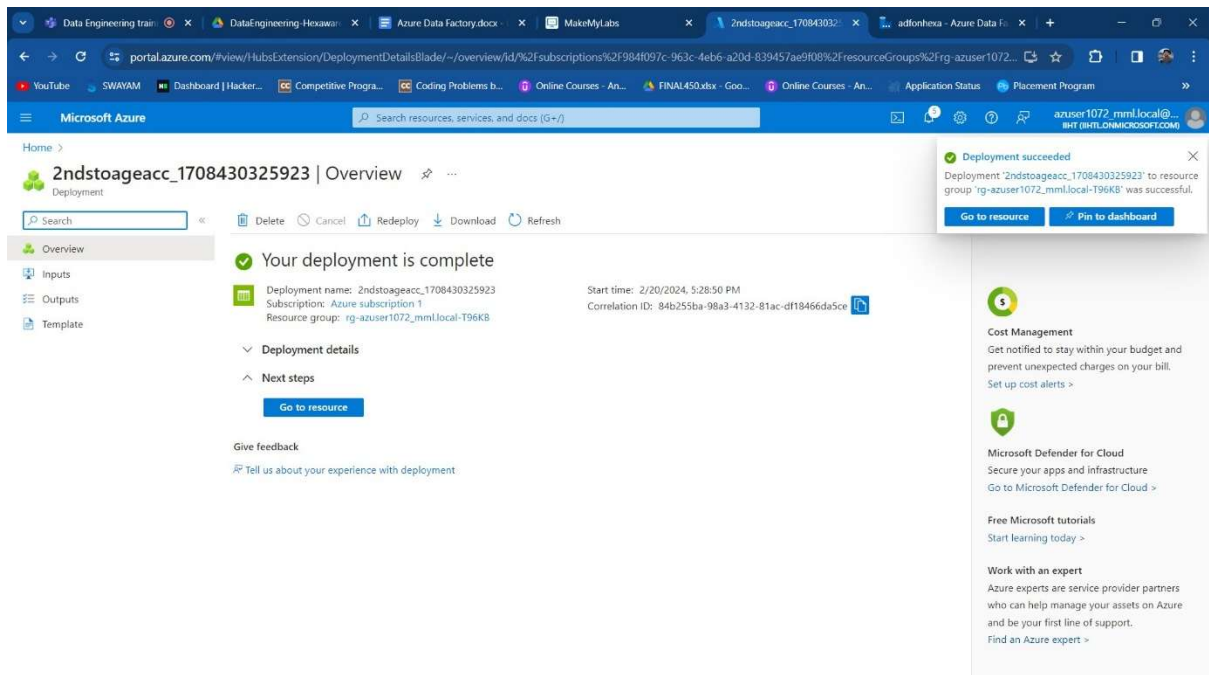 Data Engineering traini
DataEngineering-Hexawar
Azure Data Factory.docx -
MakeMyLabs
2ndstoageacc_170843032
adfonhexa - Azure Data Fa
portal.azure.com/#view/HubsExtension/DeploymentDetailsBlade/~/overview/id/%2Fsubscriptions%2F984f097c-963c-4eb6-a20d-839457ae9f08%2FresourceGroups%2Frg-azuser1072...
YouTube
SWAYAM
Dashboard | Hacker...
Competitive Progra...
Coding Problems b...
Online Courses - An...
FINAL450.xlsx - Goo...
Online Courses - An...
Application Status
Placement Program
»
Microsoft Azure
Search resources, services, and docs (G+/)
5
azuser1072_mml.local@...
IIHT (IIHTL.ONMICROSOFT.COM)
Home >
2ndstoageacc_1708430325923 | Overview
Deployment
Search
Overview
Inputs
Outputs
Template
Delete Cancel Redeploy Download Refresh
Your deployment is complete
Deployment name: 2ndstoageacc_1708430325923
Subscription: Azure subscription 1
Resource group: rg-azuser1072_mml.local-T96KB
Start time: 2/20/2024, 5:28:50 PM
Correlation ID: 84b255ba-98a3-4132-81ac-df18466da5ce
Deployment details
Next steps
Go to resource
Give feedback
Tell us about your experience with deployment
Deployment succeeded
Deployment '2ndstoageacc_1708430325923' to resource
group 'rg-azuser1072_mml.local-T96KB' was successful.
Go to resource
Pin to dashboard
Cost Management
Get notified to stay within your budget and
prevent unexpected charges on your bill.
Set up cost alerts >
Microsoft Defender for Cloud
Secure your apps and infrastructure
Go to Microsoft Defender for Cloud >
Free Microsoft tutorials
Start learning today >
Work with an expert
Azure experts are service provider partners
who can help manage your assets on Azure
and be your first line of support.
Find an Azure expert >